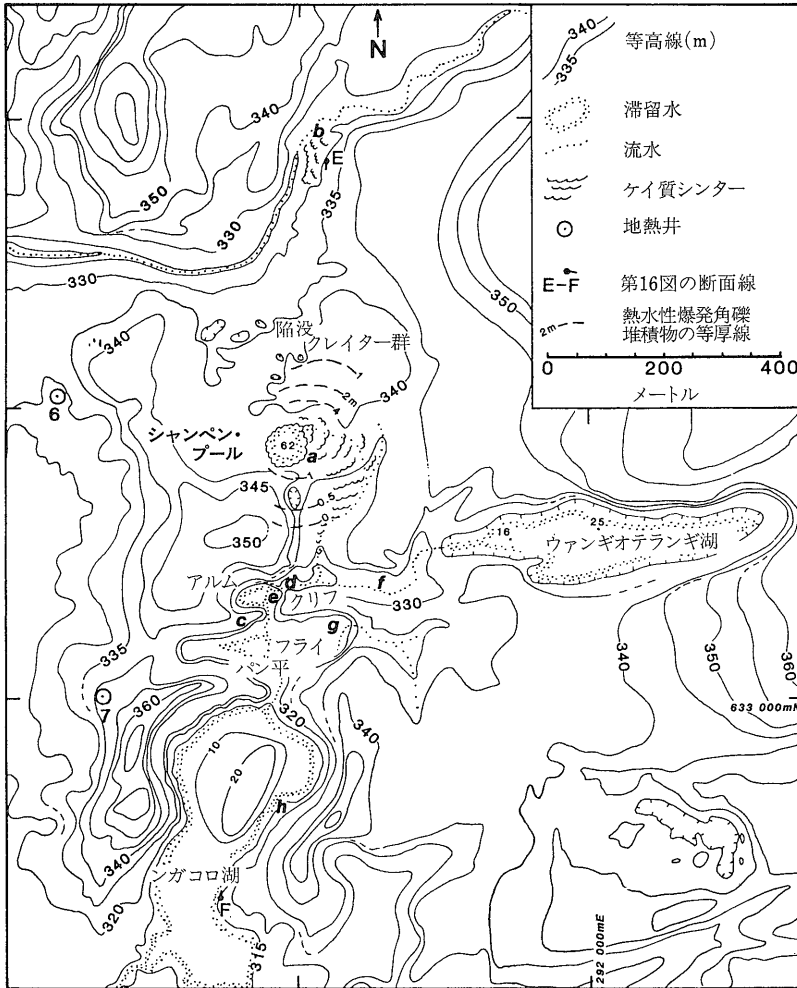 N
340
335
等高線(m)
滞留水
流水
ケイ質シンター
地熱井
E-F
第16図の断面線
2m
熱水性爆発角礫
堆積物の等厚線
0
200
400
メートル
340
350
330
330
b
E
335
350
340
陥没
クレイター群
1
2m
4
340
6
シャンペン・
プール
62
a
1
345
0.5
350
16
25
ウァンギオテランギ湖
アルム
d
f
e
クリフ
330
c
g
フライ
パン平
335
340
350
360
633 000mN
7
360
320
340
10
20
h
340
ンガコロ湖
320
F
315
292 000mE